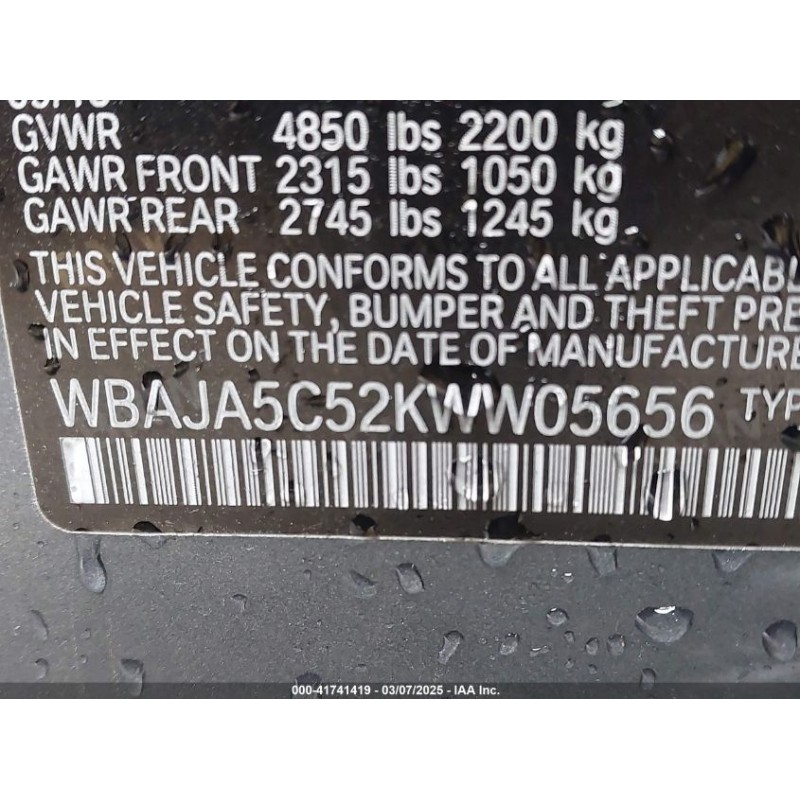 GVWR 4850 lbs 2200 kg
GAWR FRONT 2315 lbs 1050 kg
GAWR REAR 2745 lbs 1245 kg
THIS VEHICLE CONFORMS TO ALL APPLICABL
VEHICLE SAFETY, BUMPER AND THEFT PRE
IN EFFECT ON THE DATE OF MANUFACTURE
WBAJA5C52KWW05656 TYP
000-41741419 - 03/07/2025 - IAA Inc.